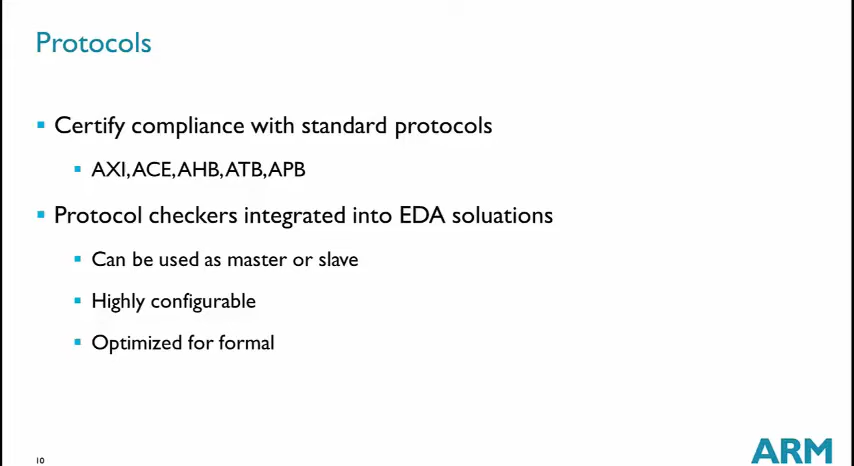 Protocols
▪ Certify compliance with standard protocols
▪ AXI, ACE, AHB, ATB, APB
▪ Protocol checkers integrated into EDA soluations
▪ Can be used as master or slave
▪ Highly configurable
▪ Optimized for formal
10
ARM